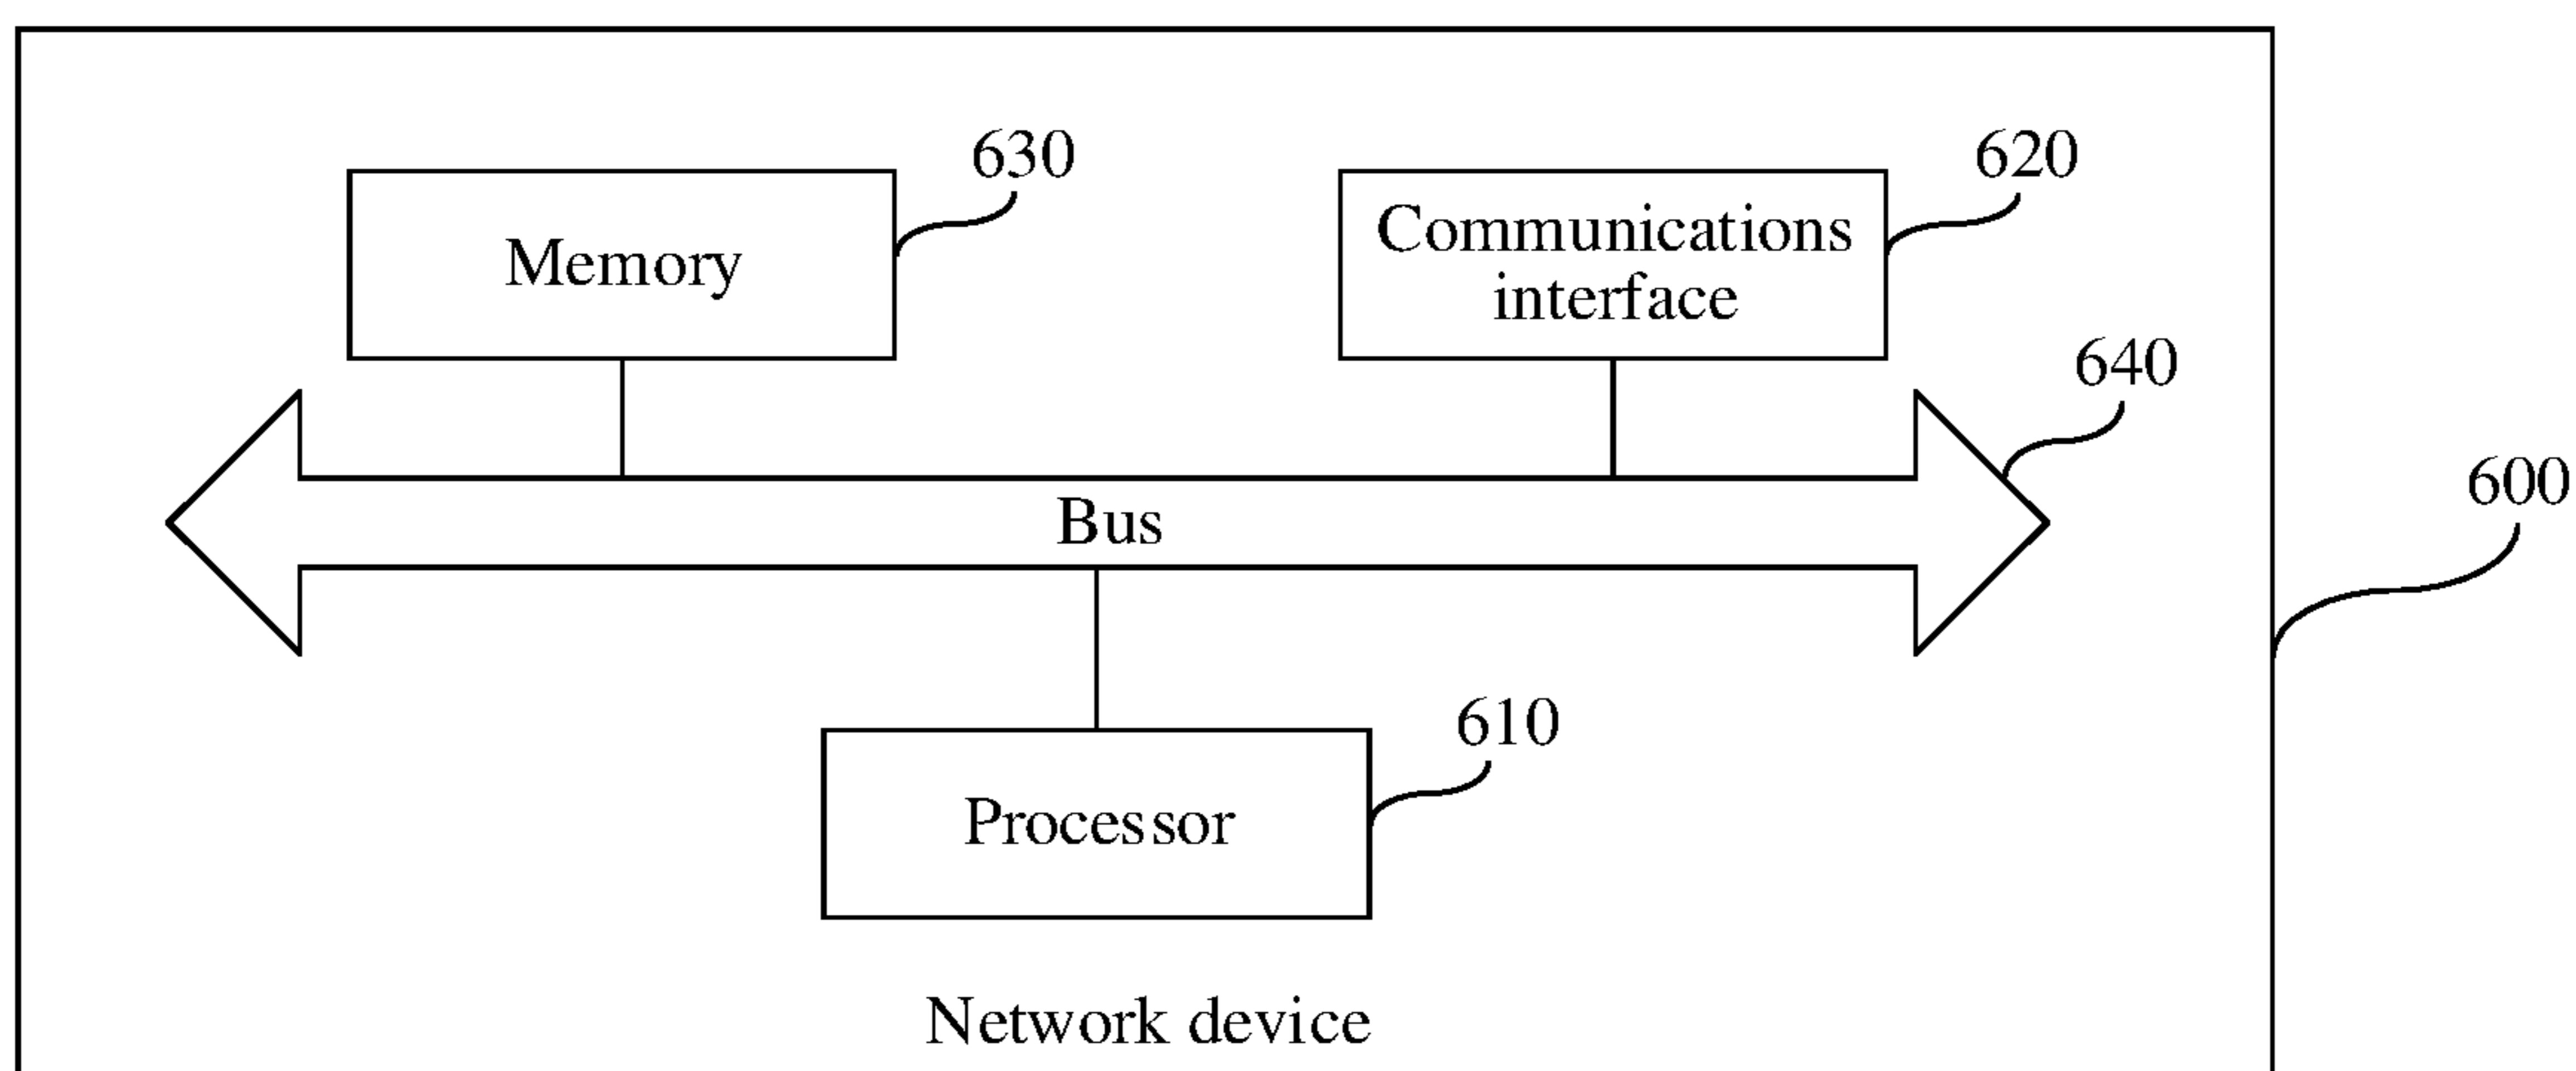 630
620
Memory
Communications
interface
640
600
Bus
610
Processor
Network device